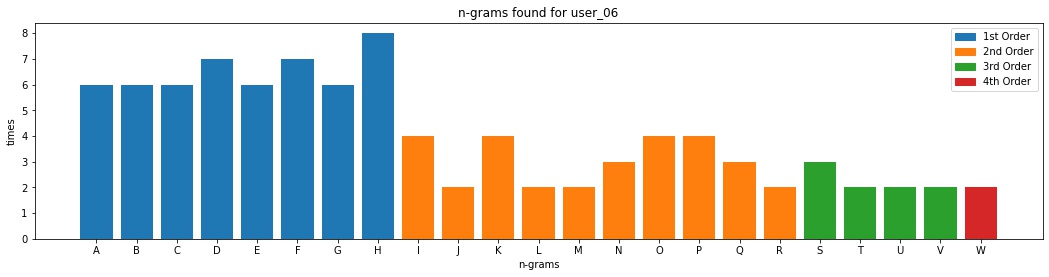 n-grams found for user_06
8
7
6
5
4
3
2
1
0
times
1st Order
2nd Order
3rd Order
4th Order
A B C D E F G H I J K L M N O P Q R S T U V W
n-grams